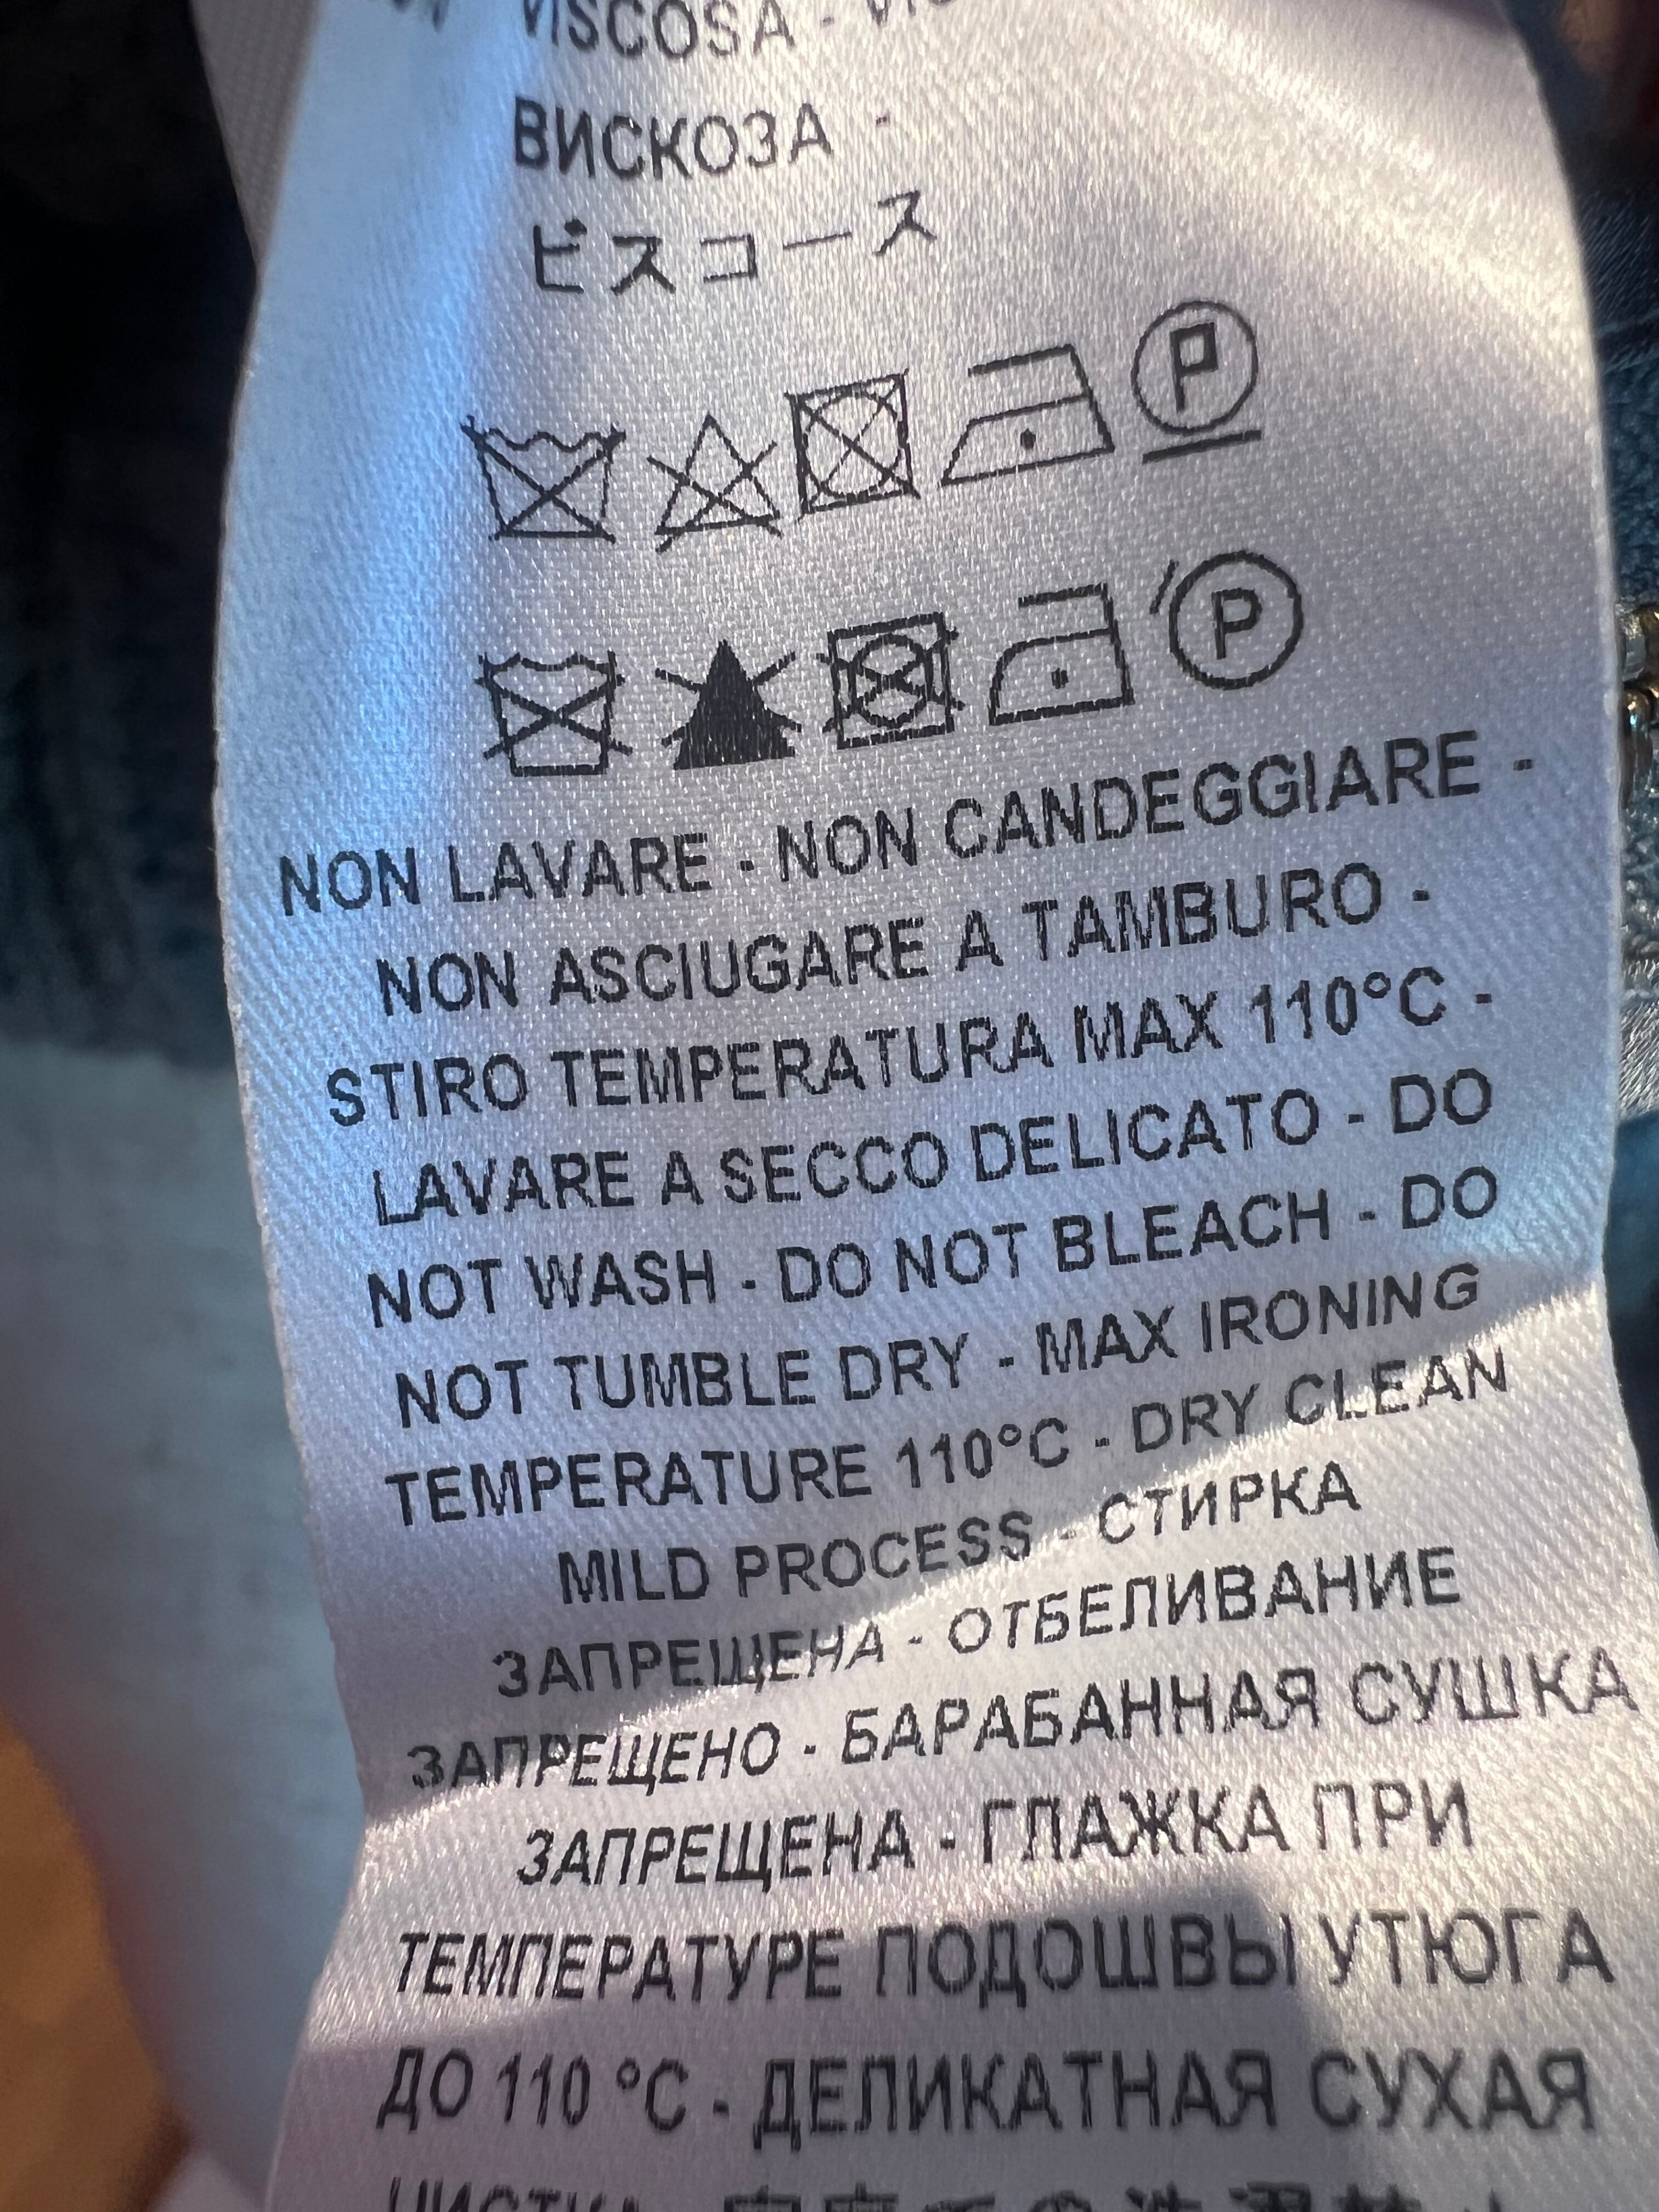 VISCOSA -
ВИСКОЗА -
ビスコース
P
P
NON LAVARE - NON CANDEGGIARE -
NON ASCIUGARE A TAMBURO -
STIRO TEMPERATURA MAX 110°C -
LAVARE A SECCO DELICATO - DO
NOT WASH - DO NOT BLEACH - DO
NOT TUMBLE DRY - MAX IRONING
TEMPERATURE 110°C - DRY CLEAN
MILD PROCESS - СТИРКА
ЗАПРЕЩЕНА - ОТБЕЛИВАНИЕ
ЗАПРЕЩЕНО - БАРАБАННАЯ СУШКА
ЗАПРЕЩЕНА - ГЛАЖКА ПРИ
ТЕМПЕРАТУРЕ ПОДОШВЫ УТЮГА
ДО 110 °C - ДЕЛИКАТНАЯ СУХАЯ